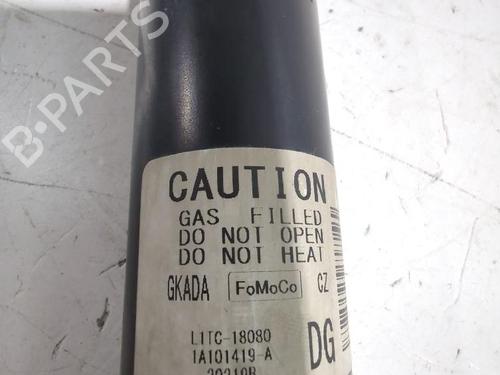 B-PARTS
CAUTION
GAS FILLED
DO NOT OPEN
DO NOT HEAT
GKADA FoMoCo CZ
L1TC-18080 DG
1A101419-A